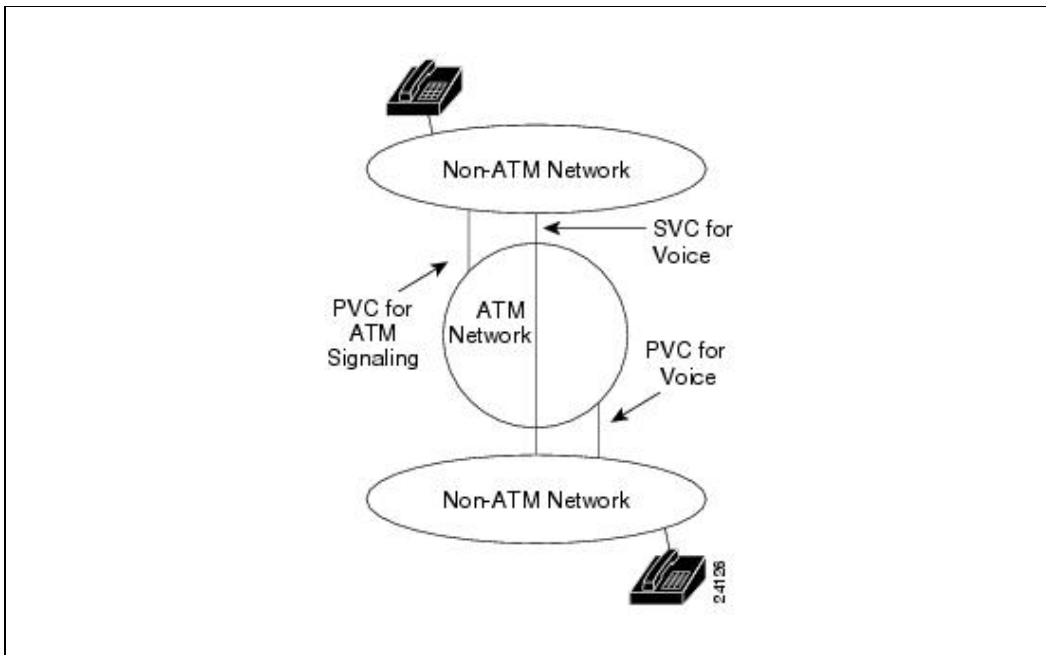 Non-ATM Network
SVC for
Voice
PVC for
ATM
Signaling
ATM
Network
PVC for
Voice
Non-ATM Network
24126